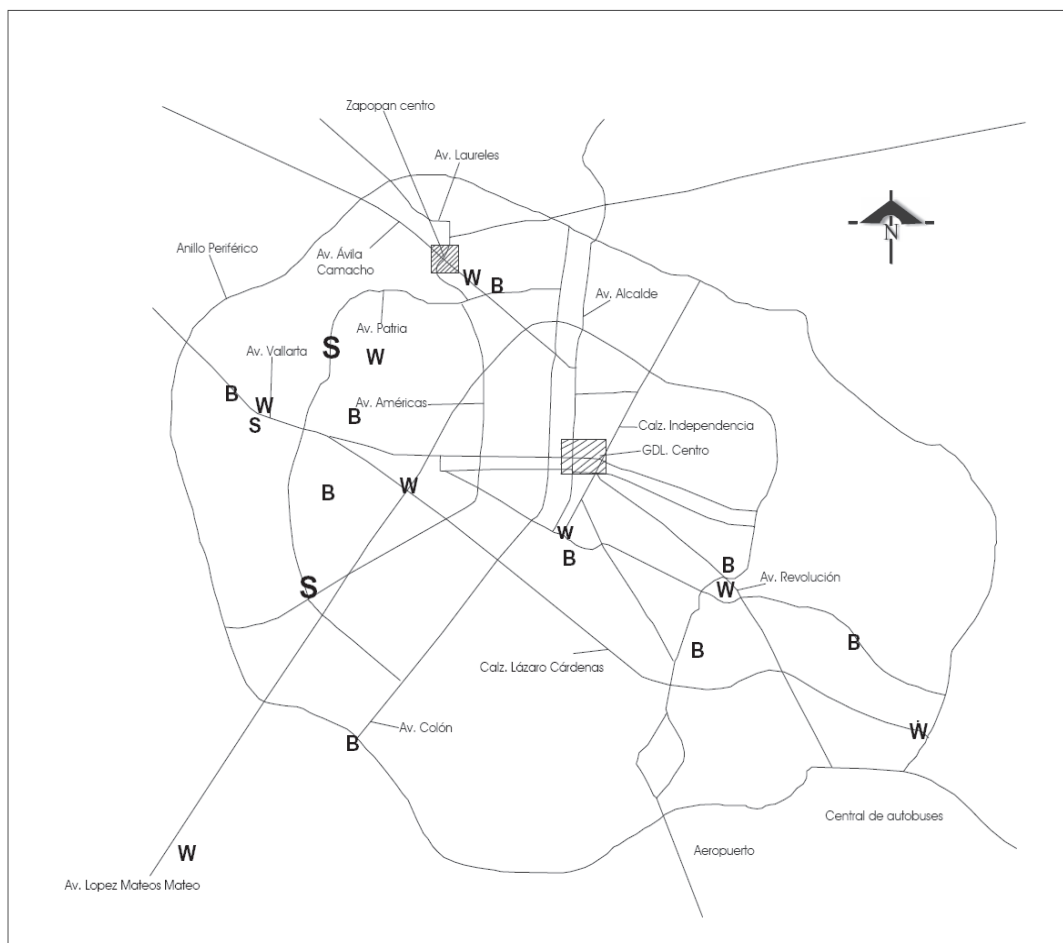 Zapopan centro
Av. Laureles
N
Anillo Periférico
Av. Ávila
Camacho
W
B
Av. Alcalde
Av. Patria
S
W
Av. Vallarta
B
W
Av. Américas
B
S
Calz. Independencia
GDL. Centro
B
W
W
B
B
Av. Revolución
S
W
B
B
Calz. Lázaro Cárdenas
Av. Colón
B
W
Central de autobuses
Aeropuerto
W
Av. Lopez Mateos Mateo